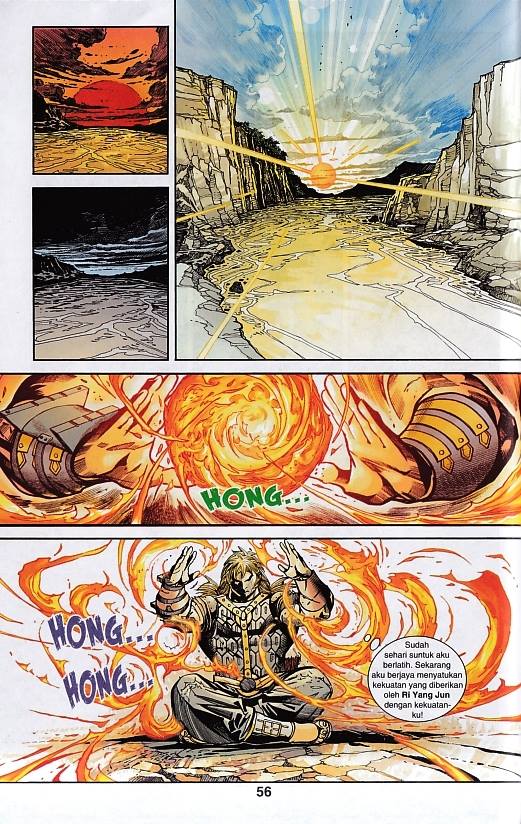 HONG...
HONG...
HONG...
Sudah
sehari suntuk aku
berlatih. Sekarang
aku berjaya menyatukan
kekuatan yang diberikan
oleh Ri Yang Jun
dengan kekuatan-
ku!
56